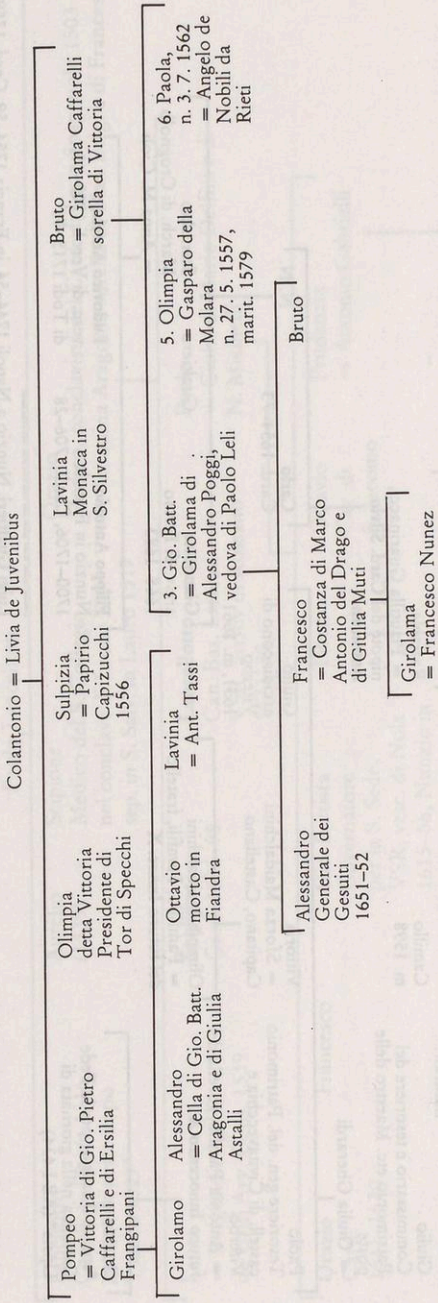 Colantonio = Livia de Juvenibus
Pompeo
= Vittoria di Gio. Pietro
Caffarelli e di Ersilia
Frangipani
Olimpia
detta Vittoria
Presidente di
Tor di Specchi
Sulpizia
= Papirio
Capizucchi
1556
Lavinia
Monaca in
S. Silvestro
Bruto
= Girolama Caffarelli
sorella di Vittoria
Girolamo
Alessandro
= Cella di Gio. Batt.
Aragonia e di Giulia
Astalli
Ottavio
morto in
Fiandra
Lavinia
= Ant. Tassi
3. Gio. Batt.
= Girolama di
Alessandro Poggi,
vedova di Paolo Leli
5. Olimpia
= Gasparo della
Molara
n. 27. 5. 1557,
marit. 1579
6. Paola,
n. 3. 7. 1562
= Angelo de
Nobili da
Rieti
Alessandro
Generale dei
Gesuiti
1651–52
Francesco
= Costanza di Marco
Antonio del Drago e
di Giulia Muti
Bruto
Girolama
= Francesco Nunez